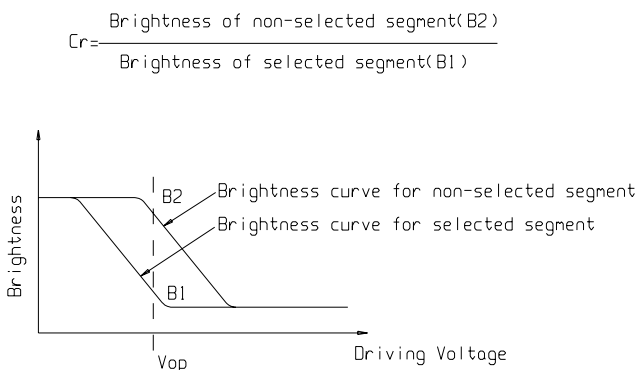 Brightness of non-selected segment(B2)
Cr=
Brightness of selected segment(B1)
B2
Brightness curve for non-selected segment
Brightness curve for selected segment
Brightness
B1
Driving Voltage
Vop